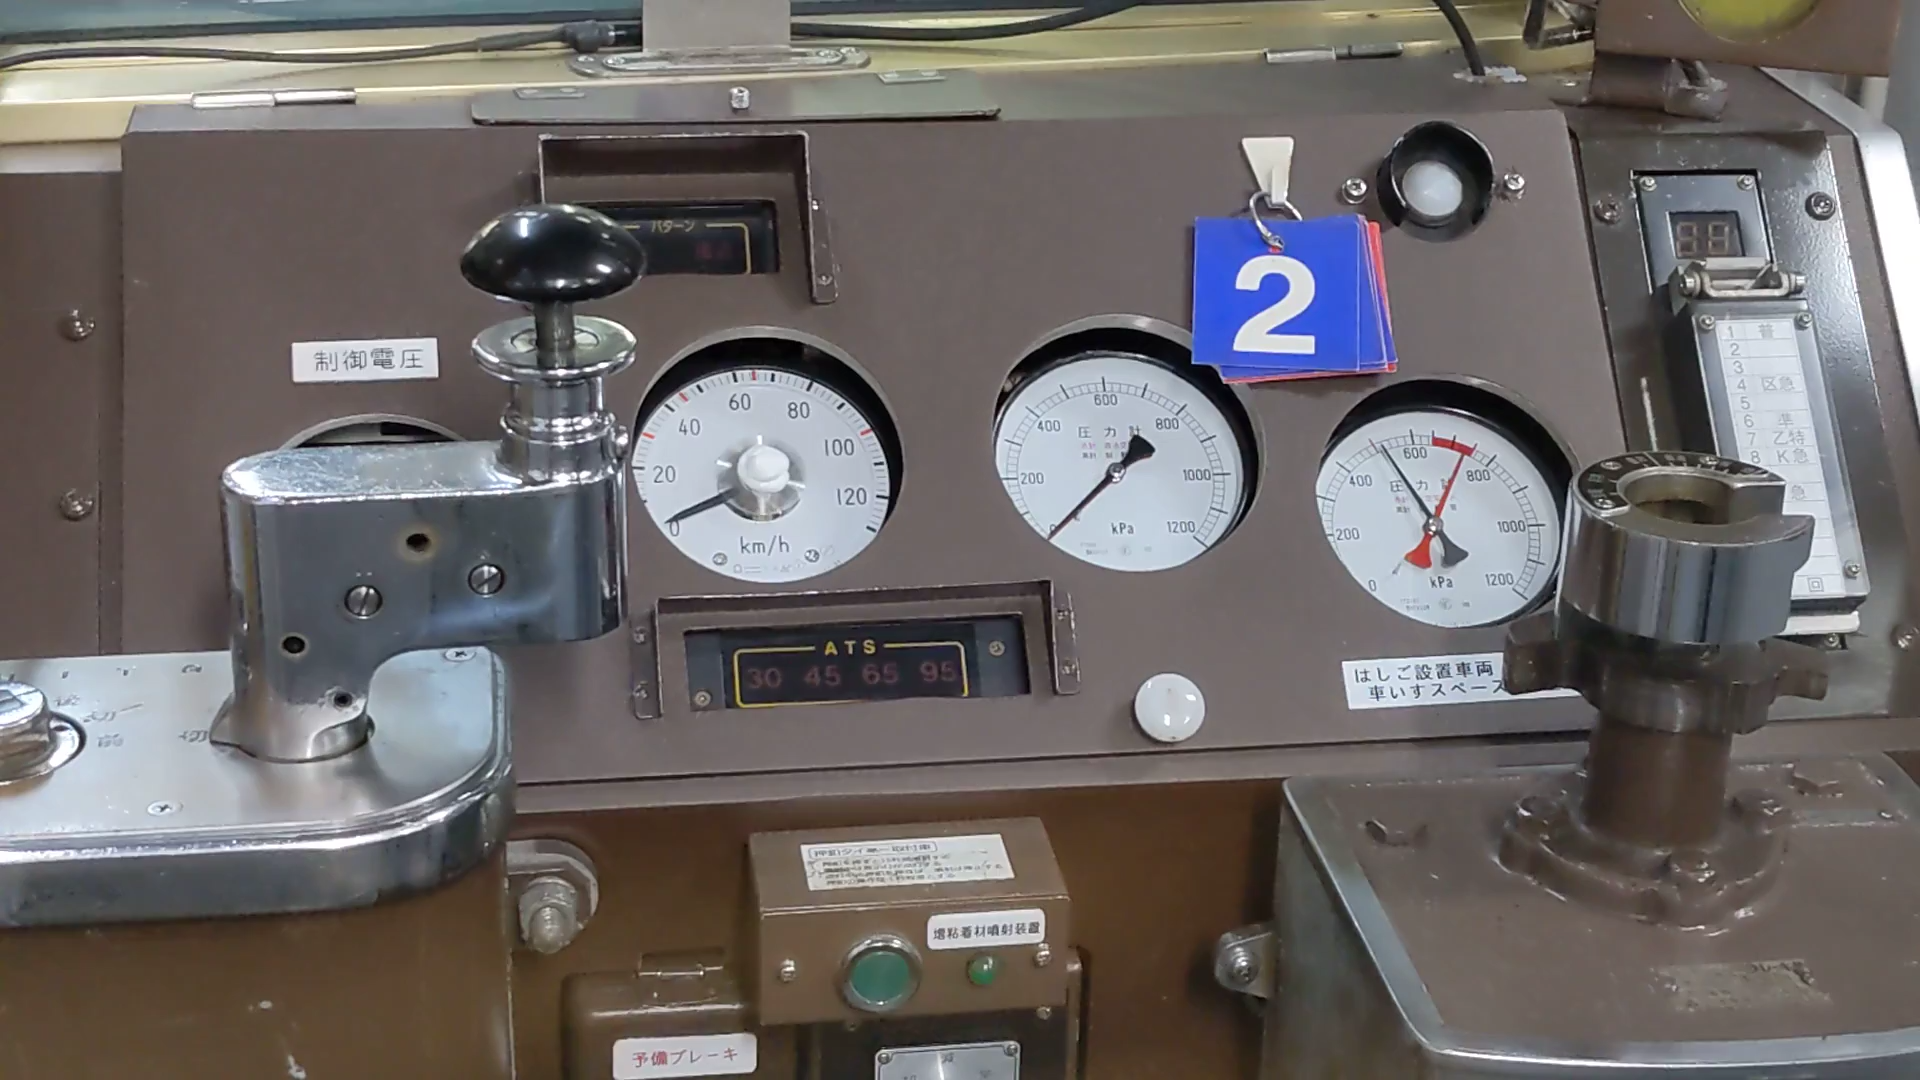 パターン
2
制御電圧
0
20
40
60
80
100
120
km/h
200
400
600
800
1000
1200
圧力計
kPa
0
200
400
600
800
1000
1200
kPa
88
1 普
2
3
4 区急
5
6 準
7 乙特
8 K急
急
回
ATS
30 45 65 95
はしご設置車両
車いすスペース
増粘着材噴射装置
予備ブレーキ